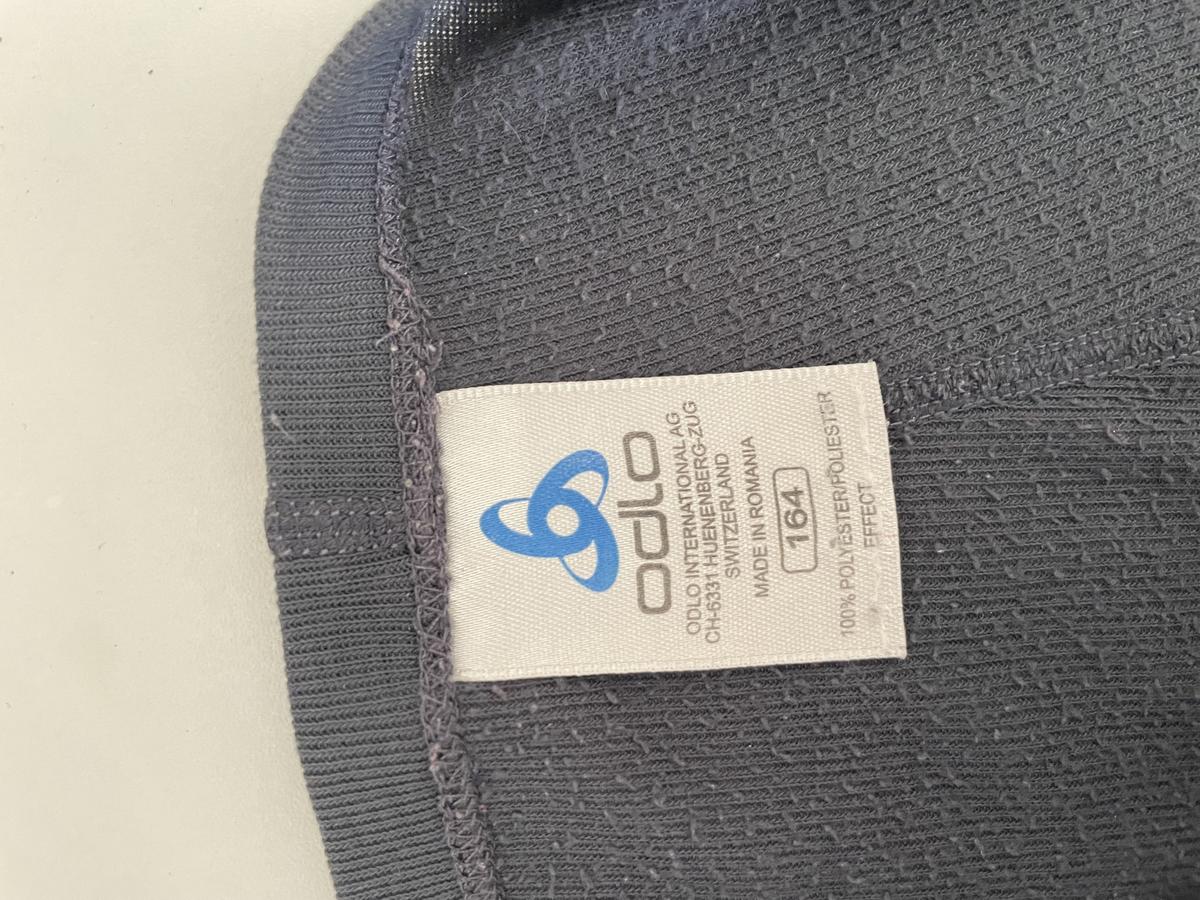 odlo
ODLO INTERNATIONAL AG
CH-6331 HUENENBERG-ZUG
SWITZERLAND
MADE IN ROMANIA
164
100% POLYESTER/POLIESTER
EFFECT